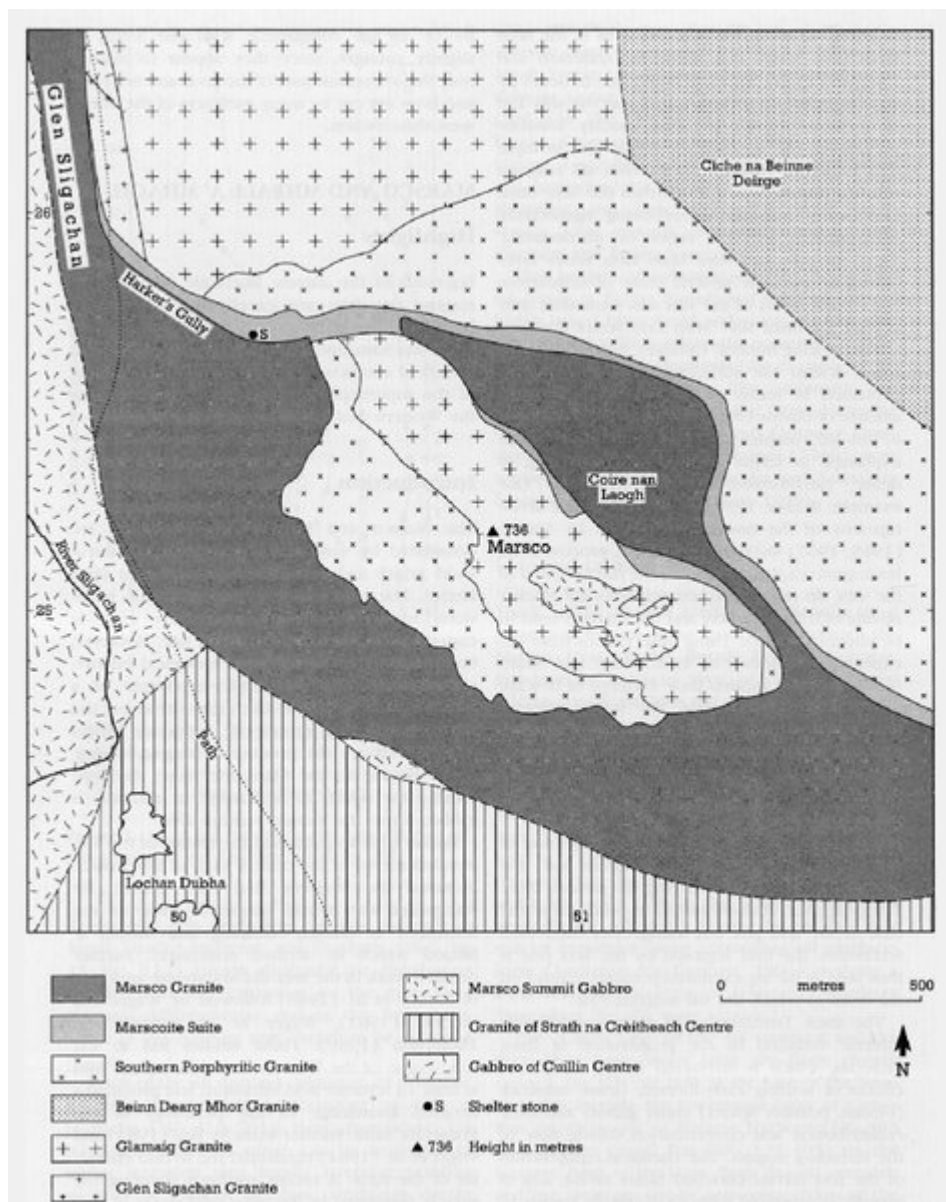 Glen Sligachan
Cìche na Beinne
Deirge
26
Harker's Gully
S
Coire nan
Laogh
736
Marsco
River Sligachan
25
Path
Lochan Dubha
50
51
Marsco Granite
Marscoite Suite
Southern Porphyritic Granite
Beinn Dearg Mhor Granite
Glamaig Granite
Glen Sligachan Granite
Marsco Summit Gabbro
Granite of Strath na Crèitheach Centre
Gabbro of Cuillin Centre
S Shelter stone
736 Height in metres
0 metres 500
N